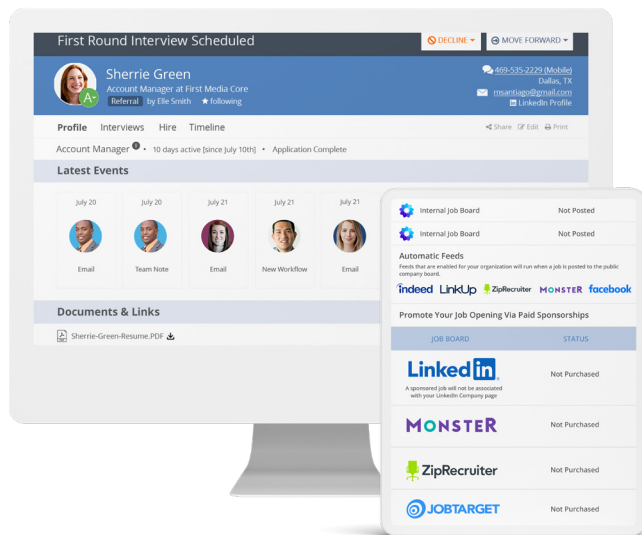 First Round Interview Scheduled
DECLINE
MOVE FORWARD
Sherrie Green
Account Manager at First Media Core
Referral by Elle Smith ★ following
A-
469-535-2229 (Mobile)
Dallas, TX
msantiago@gmail.com
LinkedIn Profile
Profile Interviews Hire Timeline
Share Edit Print
Account Manager • 10 days active [since July 10th] • Application Complete
Latest Events
July 20 July 20 July 21 July 21 July 21
Email Team Note Email New Workflow Email
Documents & Links
Sherrie-Green-Resume.PDF
Internal Job Board Not Posted
Internal Job Board Not Posted
Automatic Feeds
Feeds that are enabled for your organization will run when a job is posted to the public
company board.
indeed LinkUp ZipRecruiter MONSTER facebook
Promote Your Job Opening Via Paid Sponsorships
JOB BOARD STATUS
Linked in Not Purchased
A sponsored job will not be associated
with your LinkedIn Company page
MONSTER Not Purchased
ZipRecruiter Not Purchased
JOBTARGET Not Purchased